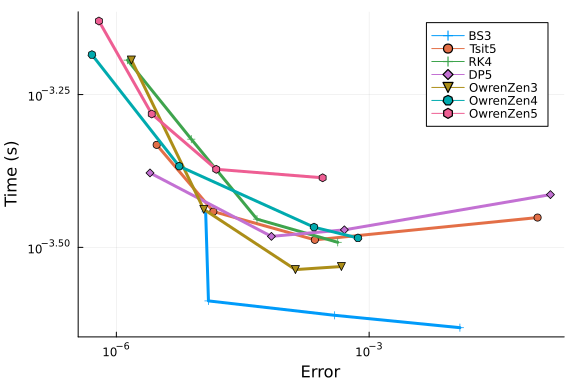 BS3
Tsit5
RK4
DP5
OwrenZen3
OwrenZen4
OwrenZen5
10^-3.25
10^-3.50
Time (s)
10^-6
10^-3
Error